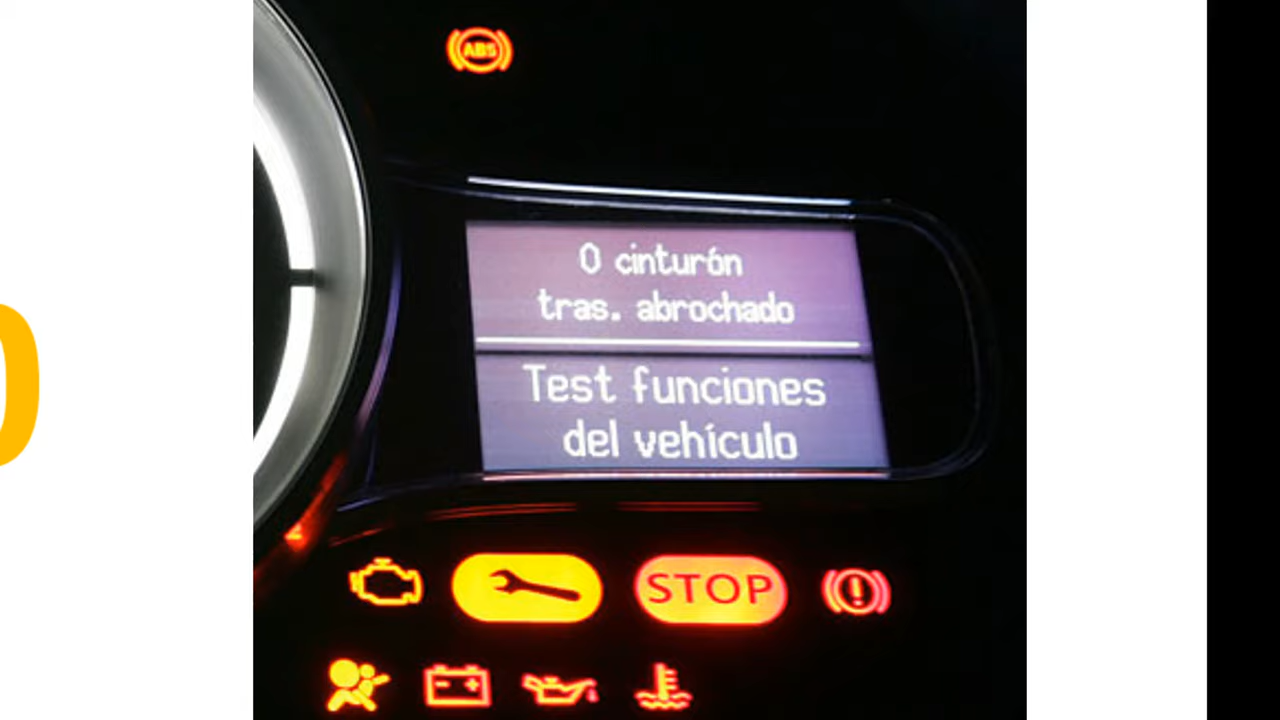 ABS
0 cinturón
tras. abrochado
Test funciones
del vehículo
STOP